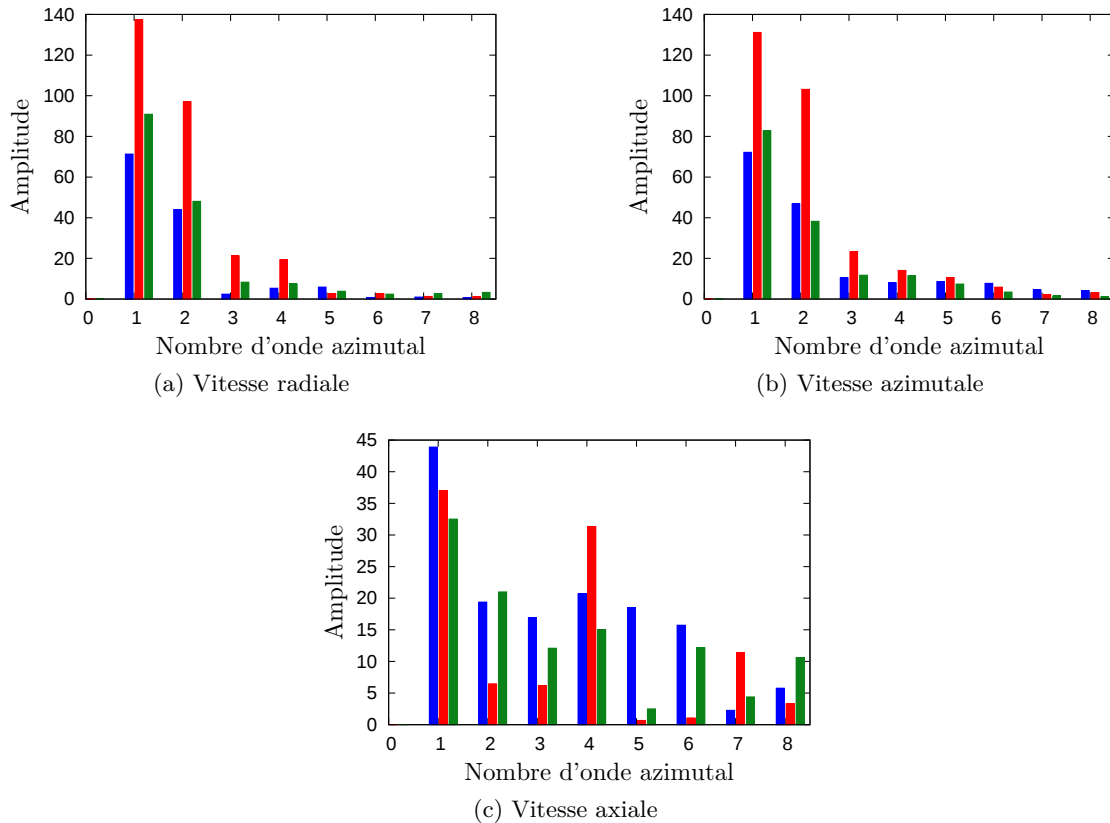 140
120
100
80
60
40
20
0
Amplitude
0 1 2 3 4 5 6 7 8
Nombre d'onde azimutal
(a) Vitesse radiale
140
120
100
80
60
40
20
0
Amplitude
0 1 2 3 4 5 6 7 8
Nombre d'onde azimutal
(b) Vitesse azimutale
45
40
35
30
25
20
15
10
5
0
Amplitude
0 1 2 3 4 5 6 7 8
Nombre d'onde azimutal
(c) Vitesse axiale